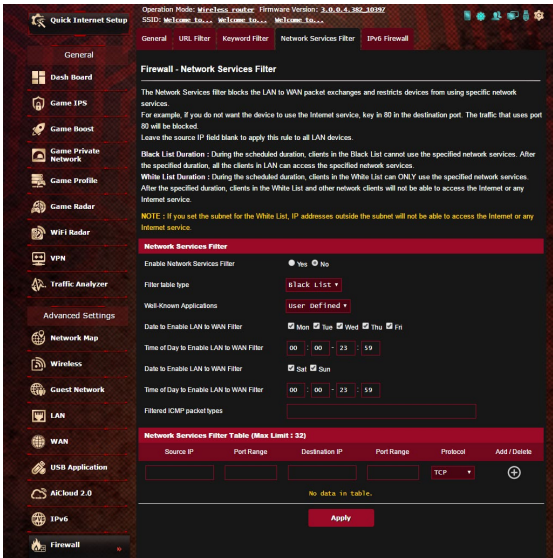 Quick Internet Setup
General
Dash Board
Game IPS
Game Boost
Game Private
Network
Game Profile
Game Radar
WiFi Radar
VPN
Traffic Analyzer
Advanced Settings
Network Map
Wireless
Guest Network
LAN
WAN
USB Application
AiCloud 2.0
IPv6
Firewall
Operation Mode: Wireless router Firmware Version: 3.0.0.4.382_10397
SSID: Welcome to... Welcome to... Welcome to...
General URL Filter Keyword Filter Network Services Filter IPv6 Firewall
Firewall - Network Services Filter
The Network Services filter blocks the LAN to WAN packet exchanges and restricts devices from using specific network
services.
For example, if you do not want the device to use the Internet service, key in 80 in the destination port. The traffic that uses port
80 will be blocked.
Leave the source IP field blank to apply this rule to all LAN devices.
Black List Duration : During the scheduled duration, clients in the Black List cannot use the specified network services. After
the specified duration, all the clients in LAN can access the specified network services.
White List Duration : During the scheduled duration, clients in the White List can ONLY use the specified network services.
After the specified duration, clients in the White List and other network clients will not be able to access the Internet or any
Internet service.
NOTE : If you set the subnet for the White List, IP addresses outside the subnet will not be able to access the Internet or any
Internet service.
Network Services Filter
Enable Network Services Filter Yes No
Filter table type Black List
Well-Known Applications User Defined
Date to Enable LAN to WAN Filter Mon Tue Wed Thu Fri
Time of Day to Enable LAN to WAN Filter 00 : 00 - 23 : 59
Date to Enable LAN to WAN Filter Sat Sun
Time of Day to Enable LAN to WAN Filter 00 : 00 - 23 : 59
Filtered ICMP packet types
Network Services Filter Table (Max Limit : 32)
Source IP Port Range Destination IP Port Range Protocol Add / Delete
TCP
No data in table.
Apply